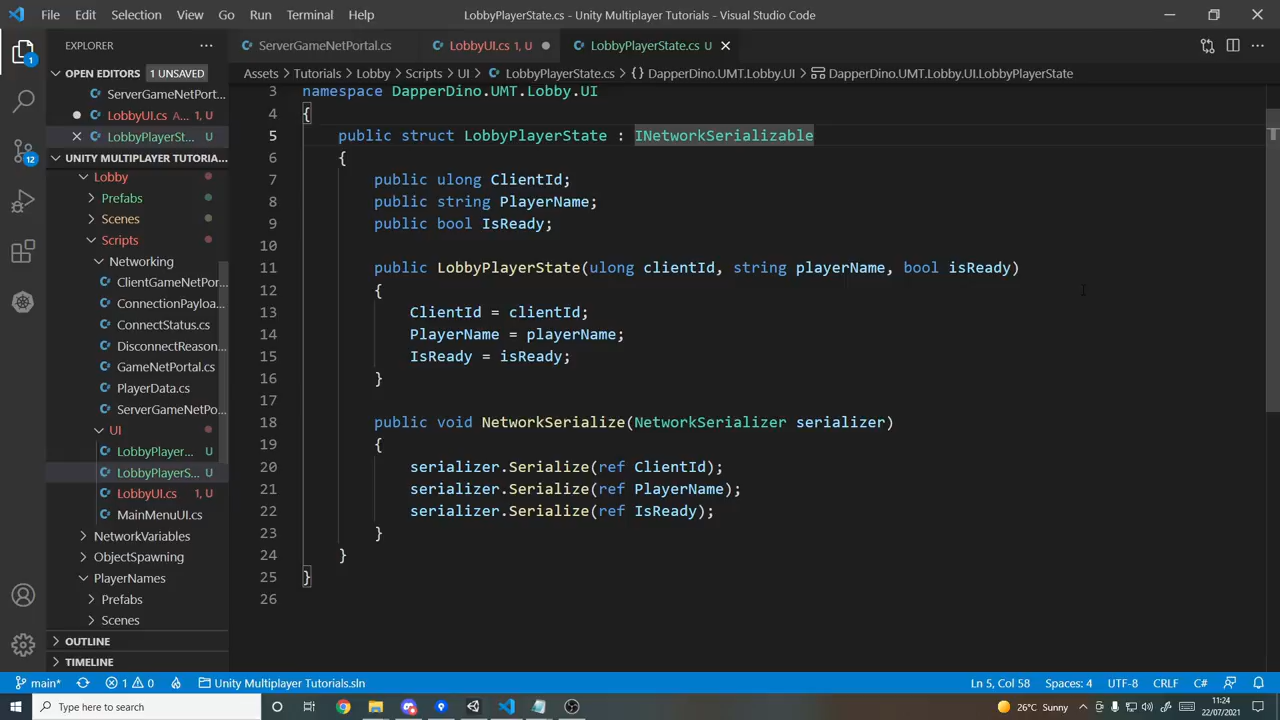 File Edit Selection View Go Run Terminal Help LobbyPlayerState.cs - Unity Multiplayer Tutorials - Visual Studio Code
EXPLORER ServerGameNetPortal.cs LobbyUI.cs 1, U LobbyPlayerState.cs U
OPEN EDITORS 1 UNSAVED
Assets > Tutorials > Lobby > Scripts > UI > LobbyPlayerState.cs > {} DapperDino.UMT.Lobby.UI > DapperDino.UMT.Lobby.UI.LobbyPlayerState
ServerGameNetPort...
LobbyUI.cs A... 1, U
LobbyPlayerSt... U
UNITY MULTIPLAYER TUTORIA...
Lobby
Prefabs
Scenes
Scripts
Networking
ClientGameNetPor...
ConnectionPayloa...
ConnectStatus.cs
DisconnectReason...
GameNetPortal.cs
PlayerData.cs
ServerGameNetPo...
UI
LobbyPlayer... U
LobbyPlayerS... U
LobbyUI.cs 1, U
MainMenuUI.cs
NetworkVariables
ObjectSpawning
PlayerNames
Prefabs
Scenes
OUTLINE
TIMELINE
3 namespace DapperDino.UMT.Lobby.UI
4 {
5 public struct LobbyPlayerState : INetworkSerializable
6 {
7 public ulong ClientId;
8 public string PlayerName;
9 public bool IsReady;
10
11 public LobbyPlayerState(ulong clientId, string playerName, bool isReady)
12 {
13 ClientId = clientId;
14 PlayerName = playerName;
15 IsReady = isReady;
16 }
17
18 public void NetworkSerialize(NetworkSerializer serializer)
19 {
20 serializer.Serialize(ref ClientId);
21 serializer.Serialize(ref PlayerName);
22 serializer.Serialize(ref IsReady);
23 }
24 }
25 }
26
1
12
main* 1 0 Unity Multiplayer Tutorials.sln Ln 5, Col 58 Spaces: 4 UTF-8 CRLF C#
Type here to search 26°C Sunny 11:24
22/07/2021